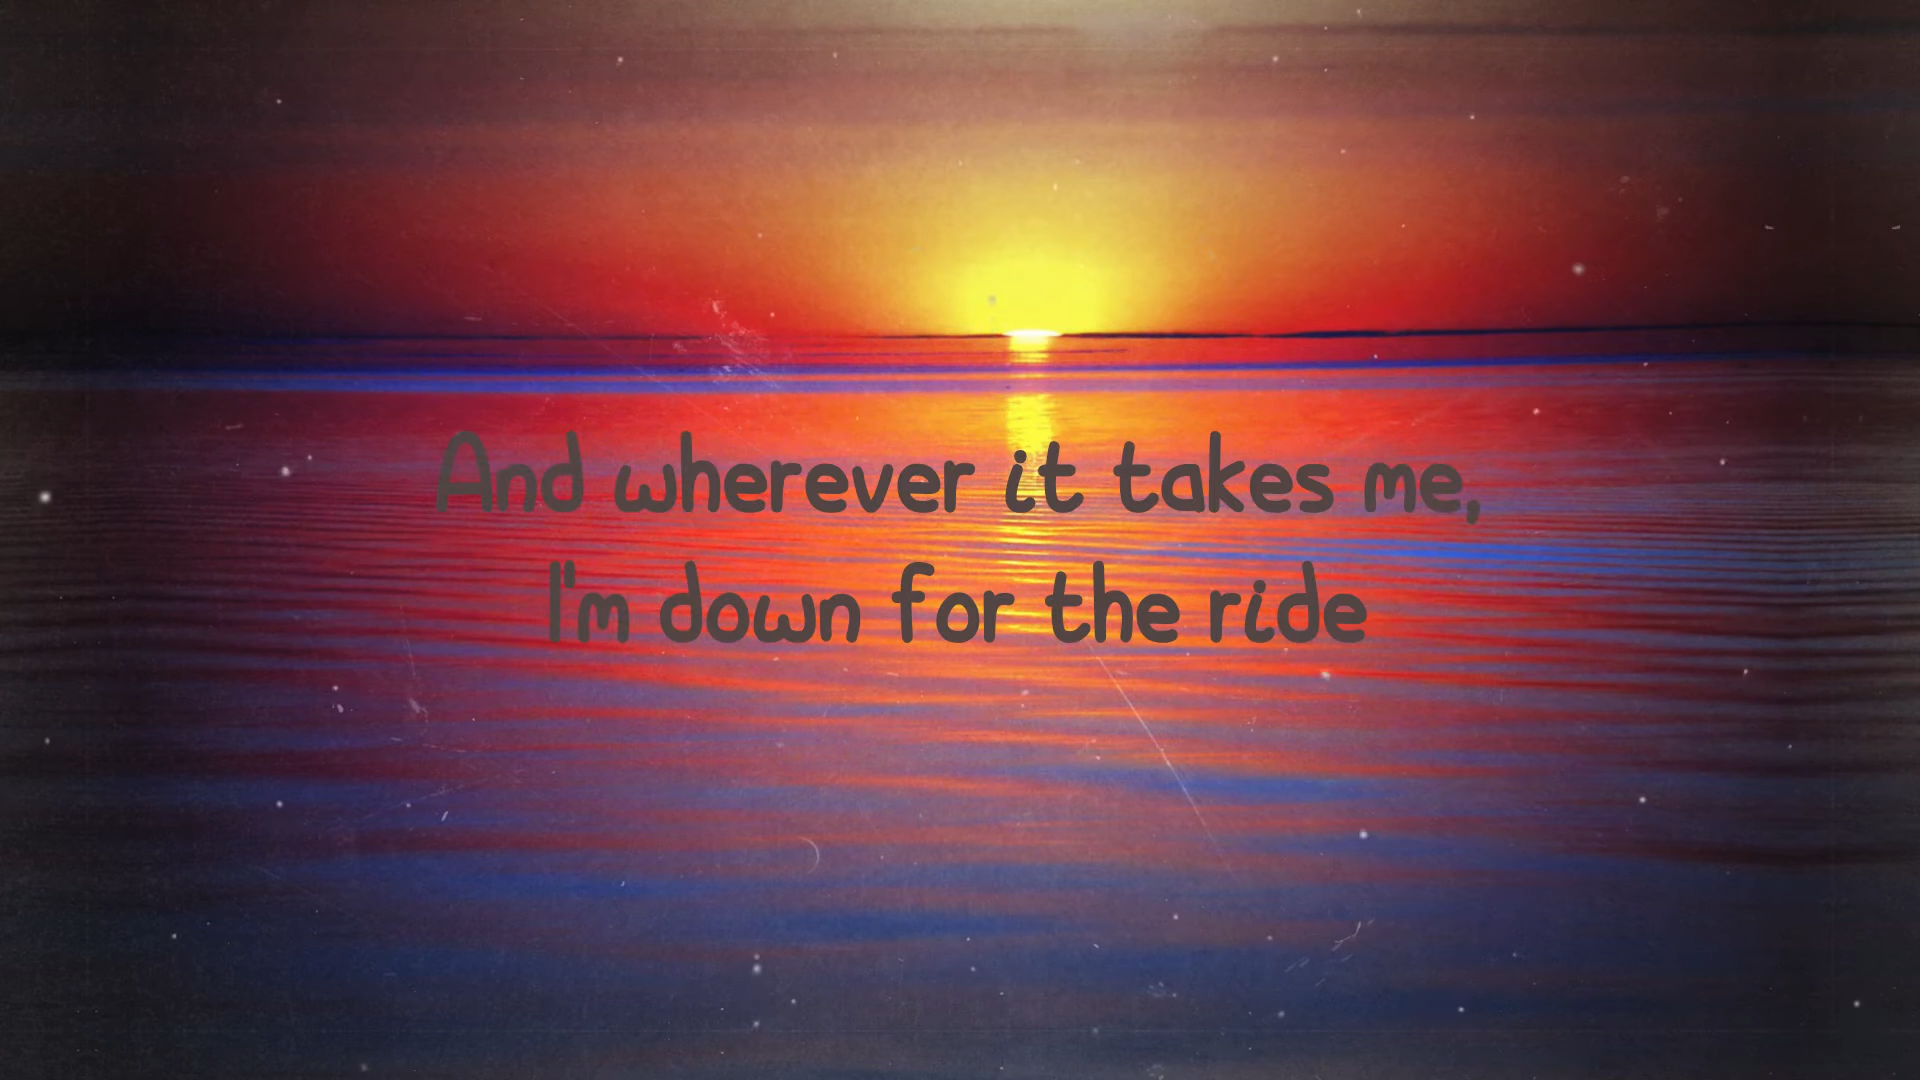 And wherever it takes me,
I'm down for the ride